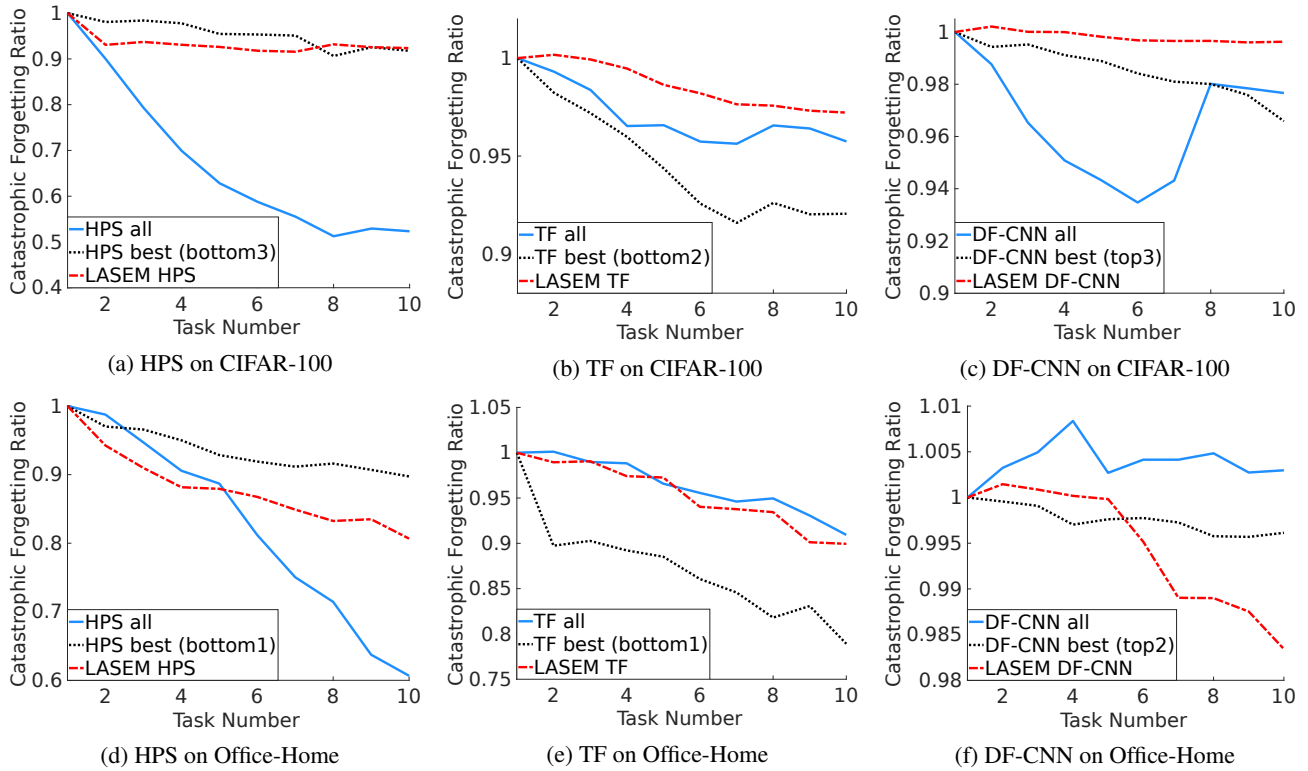 Catastrophic Forgetting Ratio
1
0.9
0.8
0.7
0.6
0.5
0.4
HPS all
HPS best (bottom3)
LASEM HPS
2 4 6 8 10
Task Number
(a) HPS on CIFAR-100
Catastrophic Forgetting Ratio
1
0.95
0.9
TF all
TF best (bottom2)
LASEM TF
2 4 6 8 10
Task Number
(b) TF on CIFAR-100
Catastrophic Forgetting Ratio
1
0.98
0.96
0.94
0.92
0.9
DF-CNN all
DF-CNN best (top3)
LASEM DF-CNN
2 4 6 8 10
Task Number
(c) DF-CNN on CIFAR-100
Catastrophic Forgetting Ratio
1
0.9
0.8
0.7
0.6
HPS all
HPS best (bottom1)
LASEM HPS
2 4 6 8 10
Task Number
(d) HPS on Office-Home
Catastrophic Forgetting Ratio
1.05
1
0.95
0.9
0.85
0.8
0.75
TF all
TF best (bottom1)
LASEM TF
2 4 6 8 10
Task Number
(e) TF on Office-Home
Catastrophic Forgetting Ratio
1.01
1.005
1
0.995
0.99
0.985
0.98
DF-CNN all
DF-CNN best (top2)
LASEM DF-CNN
2 4 6 8 10
Task Number
(f) DF-CNN on Office-Home